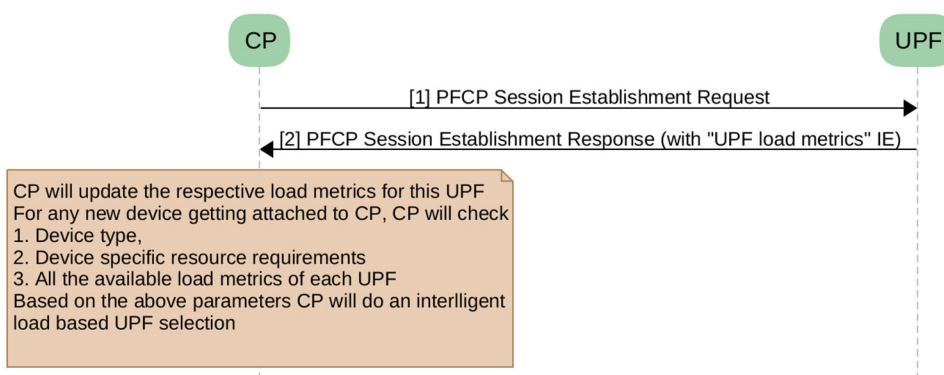 CP
UPF
[1] PFCP Session Establishment Request
[2] PFCP Session Establishment Response (with "UPF load metrics" IE)
CP will update the respective load metrics for this UPF
For any new device getting attached to CP, CP will check
1. Device type,
2. Device specific resource requirements
3. All the available load metrics of each UPF
Based on the above parameters CP will do an interlligent
load based UPF selection